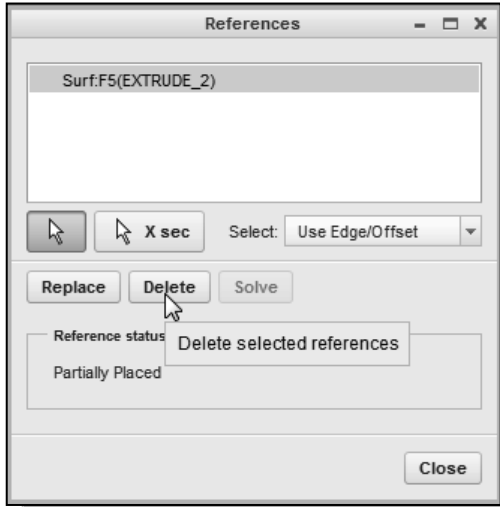 References
Surf:F5(EXTRUDE_2)
X sec Select: Use Edge/Offset
Replace Delete Solve
Reference status
Delete selected references
Partially Placed
Close